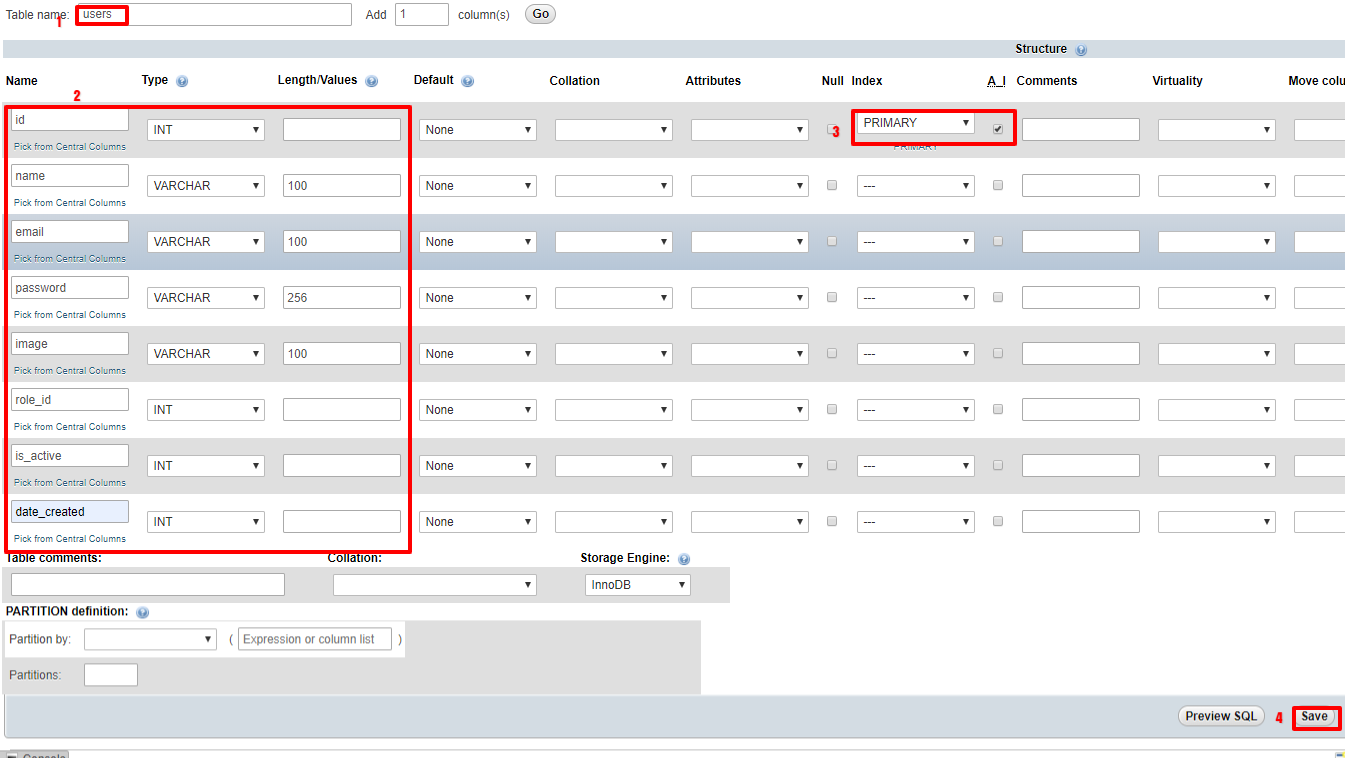 Table name: users Add 1 column(s) Go
1
Structure
Name Type Length/Values Default Collation Attributes Null Index A_I Comments Virtuality Move colu
2
id INT None PRIMARY
3
Pick from Central Columns PRIMARY
name VARCHAR 100 None ---
Pick from Central Columns
email VARCHAR 100 None ---
Pick from Central Columns
password VARCHAR 256 None ---
Pick from Central Columns
image VARCHAR 100 None ---
Pick from Central Columns
role_id INT None ---
Pick from Central Columns
is_active INT None ---
Pick from Central Columns
date_created INT None ---
Pick from Central Columns
Table comments: Collation: Storage Engine:
InnoDB
PARTITION definition:
Partition by: ( Expression or column list )
Partitions:
Preview SQL 4 Save
Console